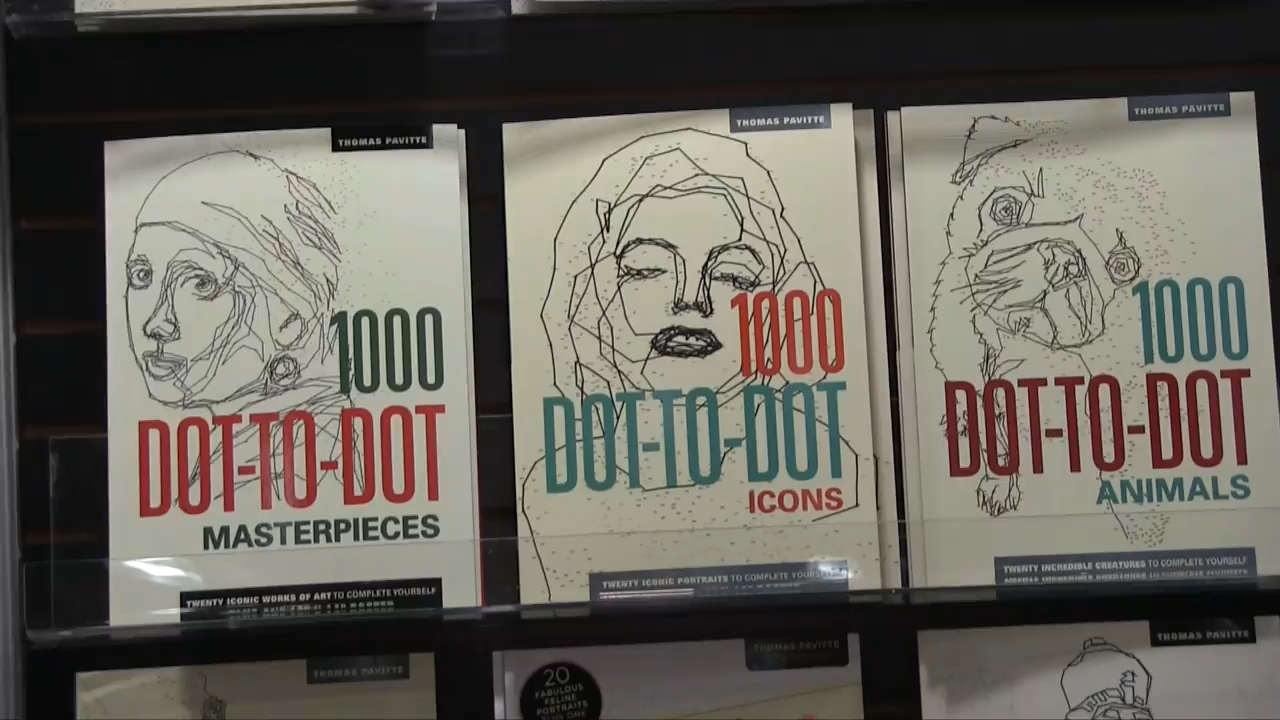 THOMAS PAVITTE
1000
DOT-TO-DOT
MASTERPIECES
TWENTY ICONIC WORKS OF ART TO COMPLETE YOURSELF
THOMAS PAVITTE
1000
DOT-TO-DOT
ICONS
TWENTY ICONIC PORTRAITS TO COMPLETE YOURSELF
THOMAS PAVITTE
1000
DOT-TO-DOT
ANIMALS
TWENTY INCREDIBLE CREATURES TO COMPLETE YOURSELF
THOMAS PAVITTE
THOMAS PAVITTE
20
FABULOUS
FELINE
PORTRAITS
PLUS ONE
THOMAS PAVITTE